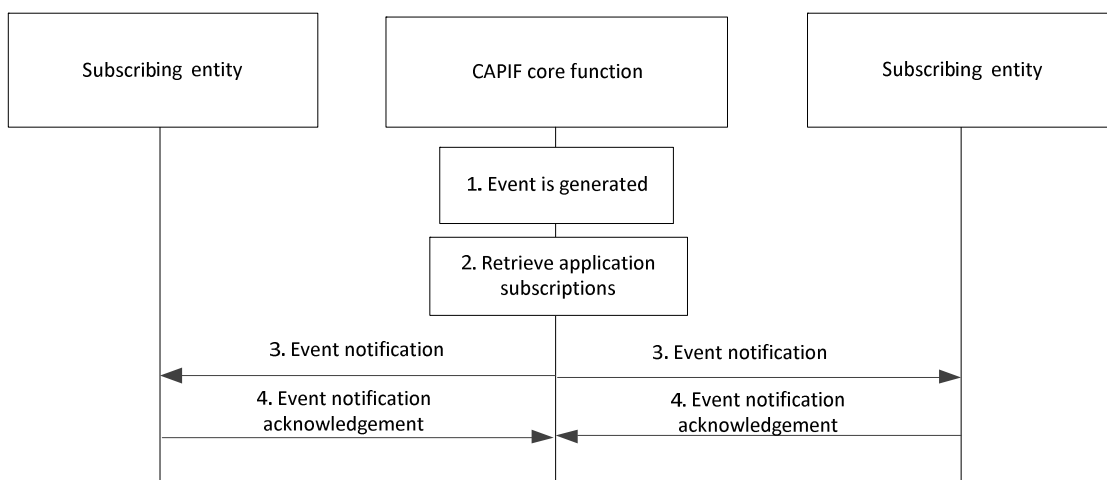 Subscribing entity
CAPIF core function
Subscribing entity
1. Event is generated
2. Retrieve application
subscriptions
3. Event notification
3. Event notification
4. Event notification
acknowledgement
4. Event notification
acknowledgement